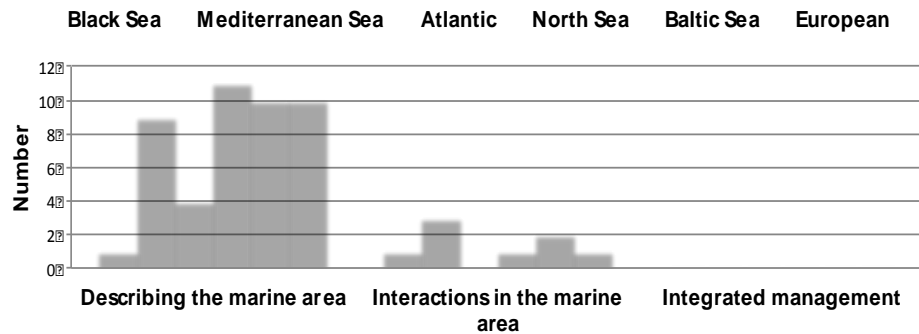 Black Sea Mediterranean Sea Atlantic North Sea Baltic Sea European
Number
12
10
8
6
4
2
0
Describing the marine area Interactions in the marine area Integrated management